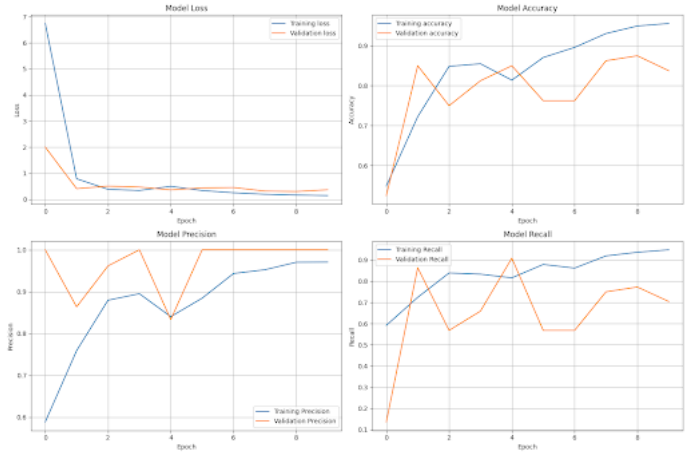 Model Loss
7
6
5
4
3
2
1
0
Loss
Training loss
Validation loss
0 2 4 6 8
Epoch
Model Accuracy
0.9
0.8
0.7
0.6
Accuracy
Training accuracy
Validation accuracy
0 2 4 6 8
Epoch
Model Precision
1.0
0.9
0.8
0.7
0.6
Precision
Training Precision
Validation Precision
0 2 4 6 8
Epoch
Model Recall
0.9
0.8
0.7
0.6
0.5
0.4
0.3
0.2
0.1
Recall
Training Recall
Validation Recall
0 2 4 6 8
Epoch